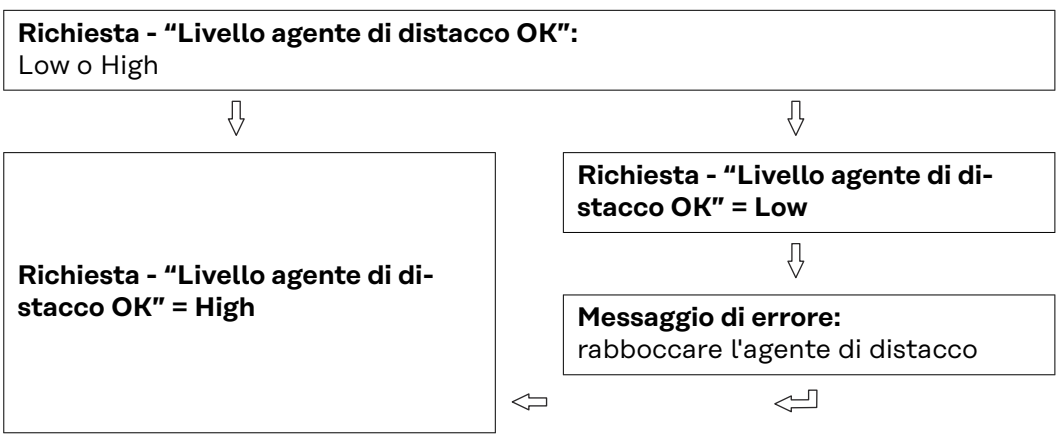 Richiesta - “Livello agente di distacco OK”:
Low o High
Richiesta - “Livello agente di di-
stacco OK” = High
Richiesta - “Livello agente di di-
stacco OK” = Low
Messaggio di errore:
rabboccare l'agente di distacco